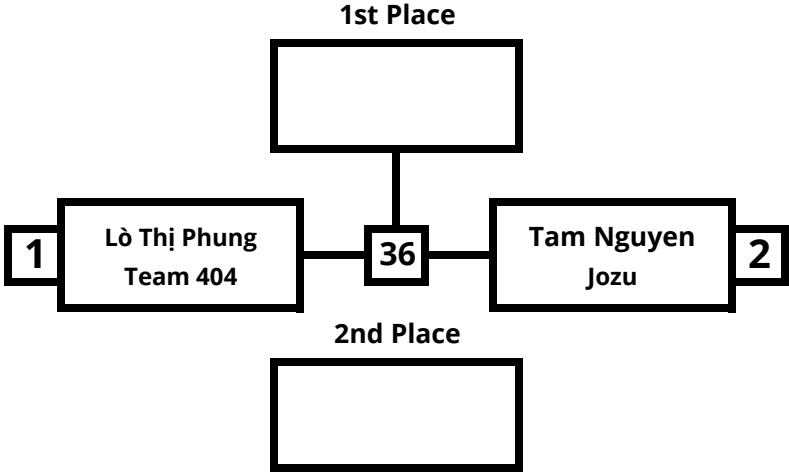 1st Place
1
Lò Thị Phung
Team 404
36
Tam Nguyen
Jozu
2
2nd Place